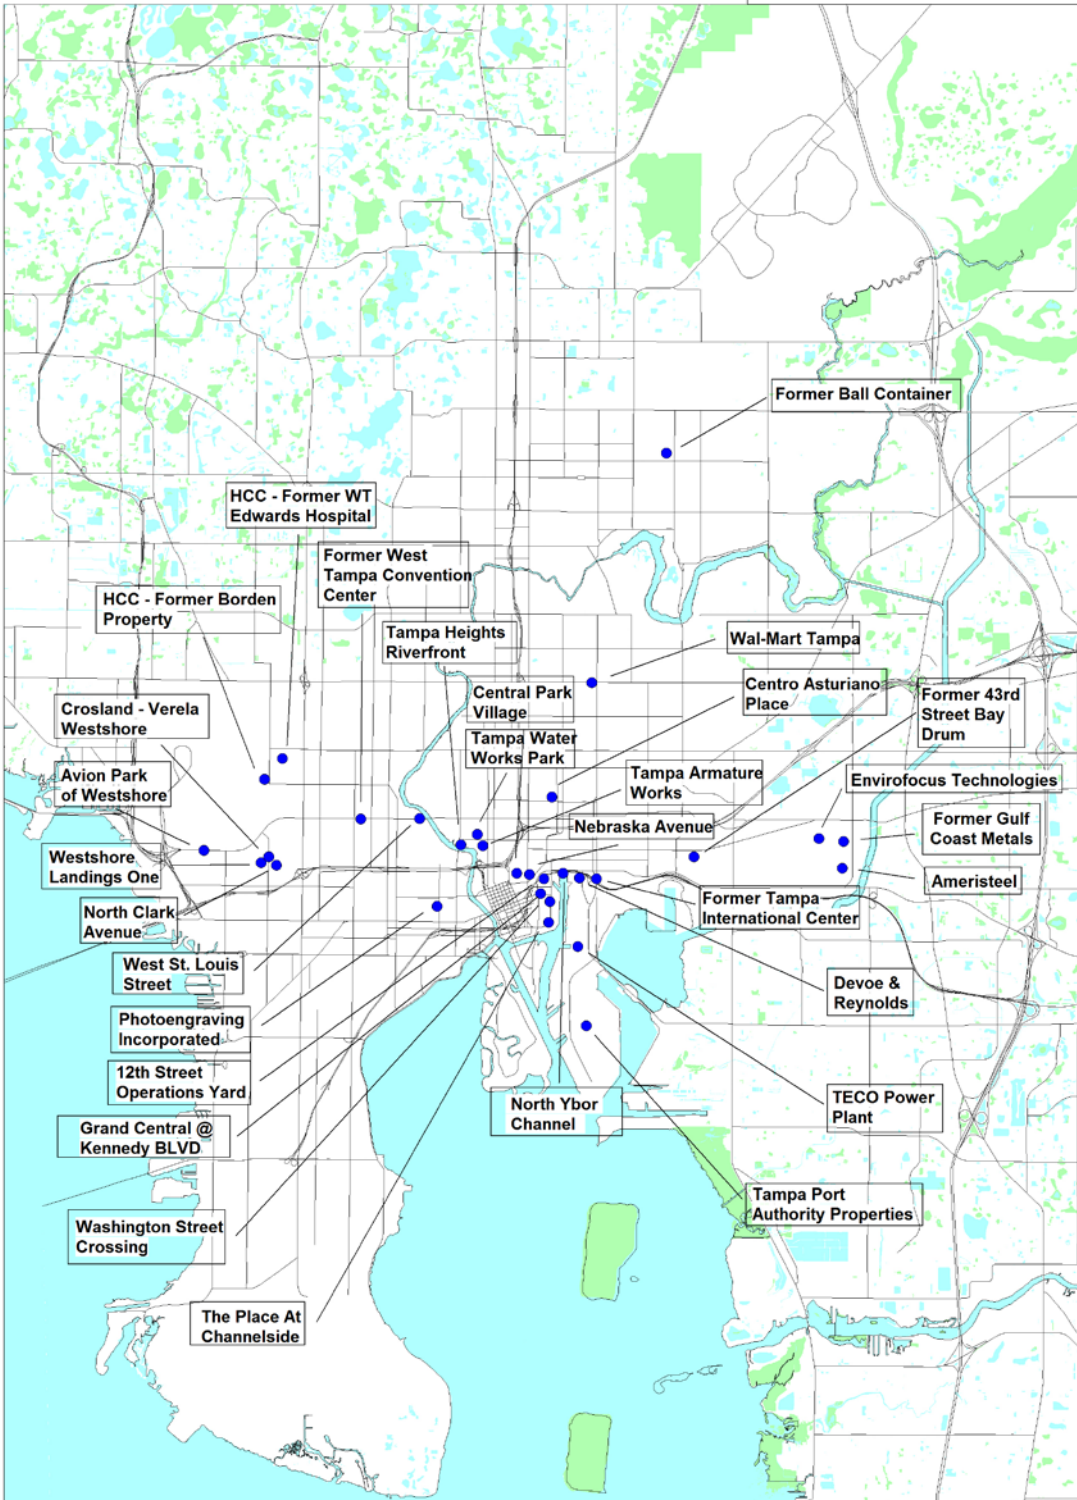 Former Ball Container
HCC - Former WT
Edwards Hospital
Former West
Tampa Convention
Center
HCC - Former Borden
Property
Tampa Heights
Riverfront
Wal-Mart Tampa
Central Park
Village
Centro Asturiano
Place
Former 43rd
Street Bay
Drum
Crosland - Verela
Westshore
Tampa Water
Works Park
Avion Park
of Westshore
Tampa Armature
Works
Envirofocus Technologies
Nebraska Avenue
Former Gulf
Coast Metals
Westshore
Landings One
Ameristeel
North Clark
Avenue
Former Tampa
International Center
West St. Louis
Street
Devoe &
Reynolds
Photoengraving
Incorporated
12th Street
Operations Yard
North Ybor
Channel
TECO Power
Plant
Grand Central @
Kennedy BLVD
Tampa Port
Authority Properties
Washington Street
Crossing
The Place At
Channelside